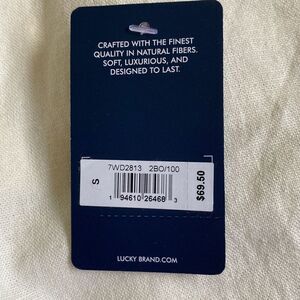 CRAFTED WITH THE FINEST
QUALITY IN NATURAL FIBERS.
SOFT, LUXURIOUS, AND
DESIGNED TO LAST.
7WD2813 2BO/100
S
$69.50
1 94610 26468 3
LUCKY BRAND.COM